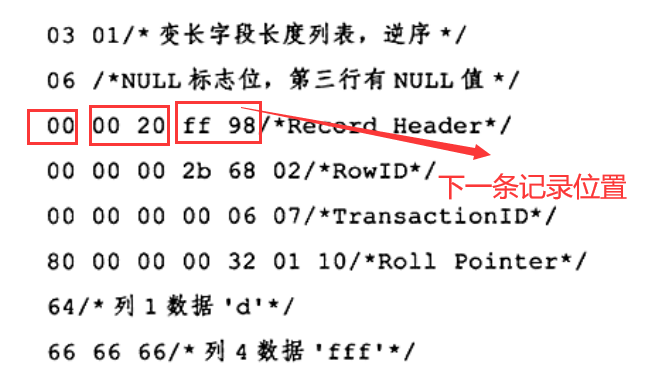 03 01/* 变长字段长度列表，逆序 */
06 /*NULL 标志位，第三行有 NULL 值 */
00 00 20 ff 98/*Record Header*/
00 00 00 2b 68 02/*RowID*/
下一条记录位置
00 00 00 00 06 07/*TransactionID*/
80 00 00 00 32 01 10/*Roll Pointer*/
64/* 列 1 数据 'd'*/
66 66 66/* 列 4 数据 'fff'*/